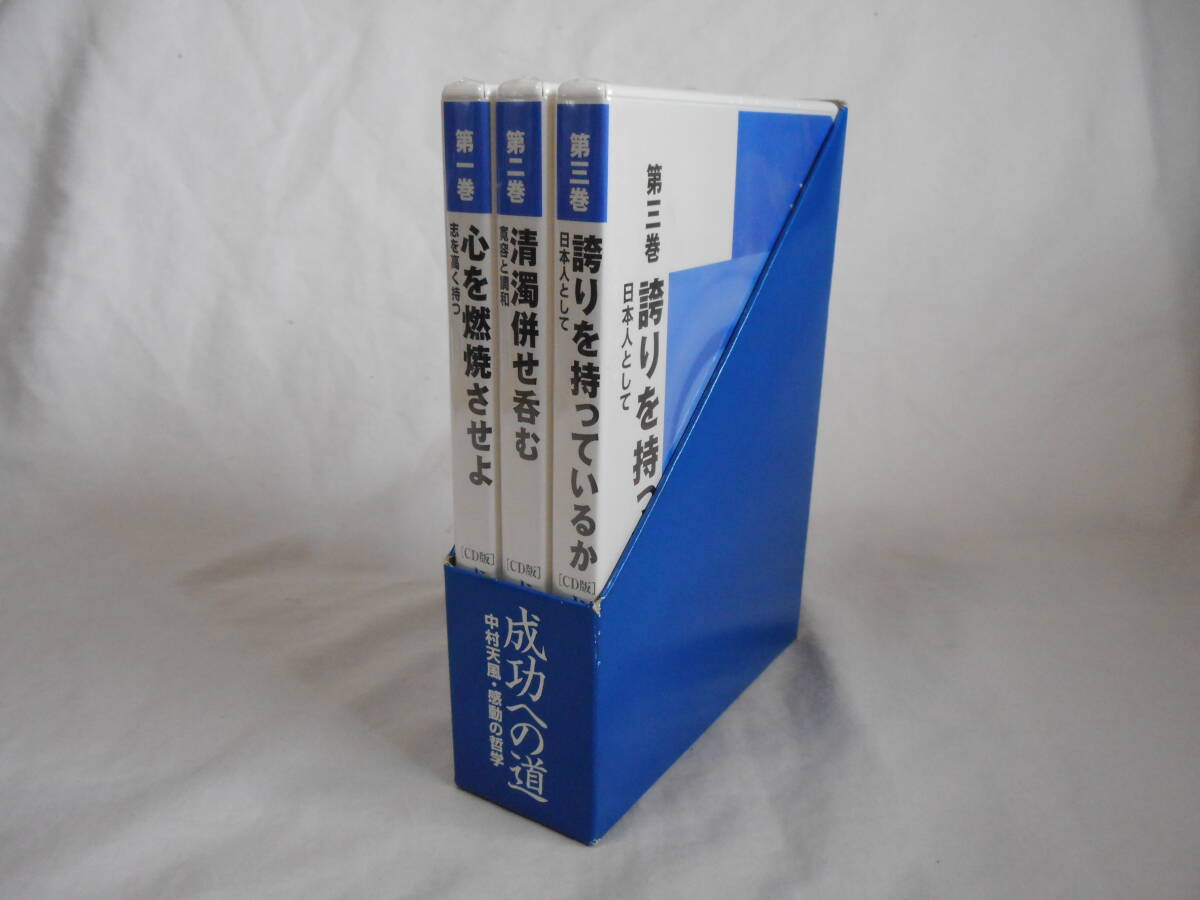 第一巻
心を燃焼させよ
志を高く持つ
[CD版]
第二巻
清濁併せ呑む
寛容と調和
[CD版]
第三巻
誇りを持っているか
日本人として
[CD版]
第三巻
誇りを持っ
日本人として
成功への道
中村天風・感動の哲学